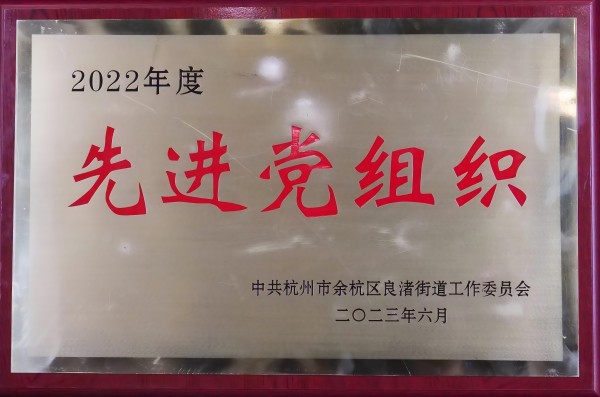 2022年度
先进党组织
中共杭州市余杭区良渚街道工作委员会
二〇二三年六月